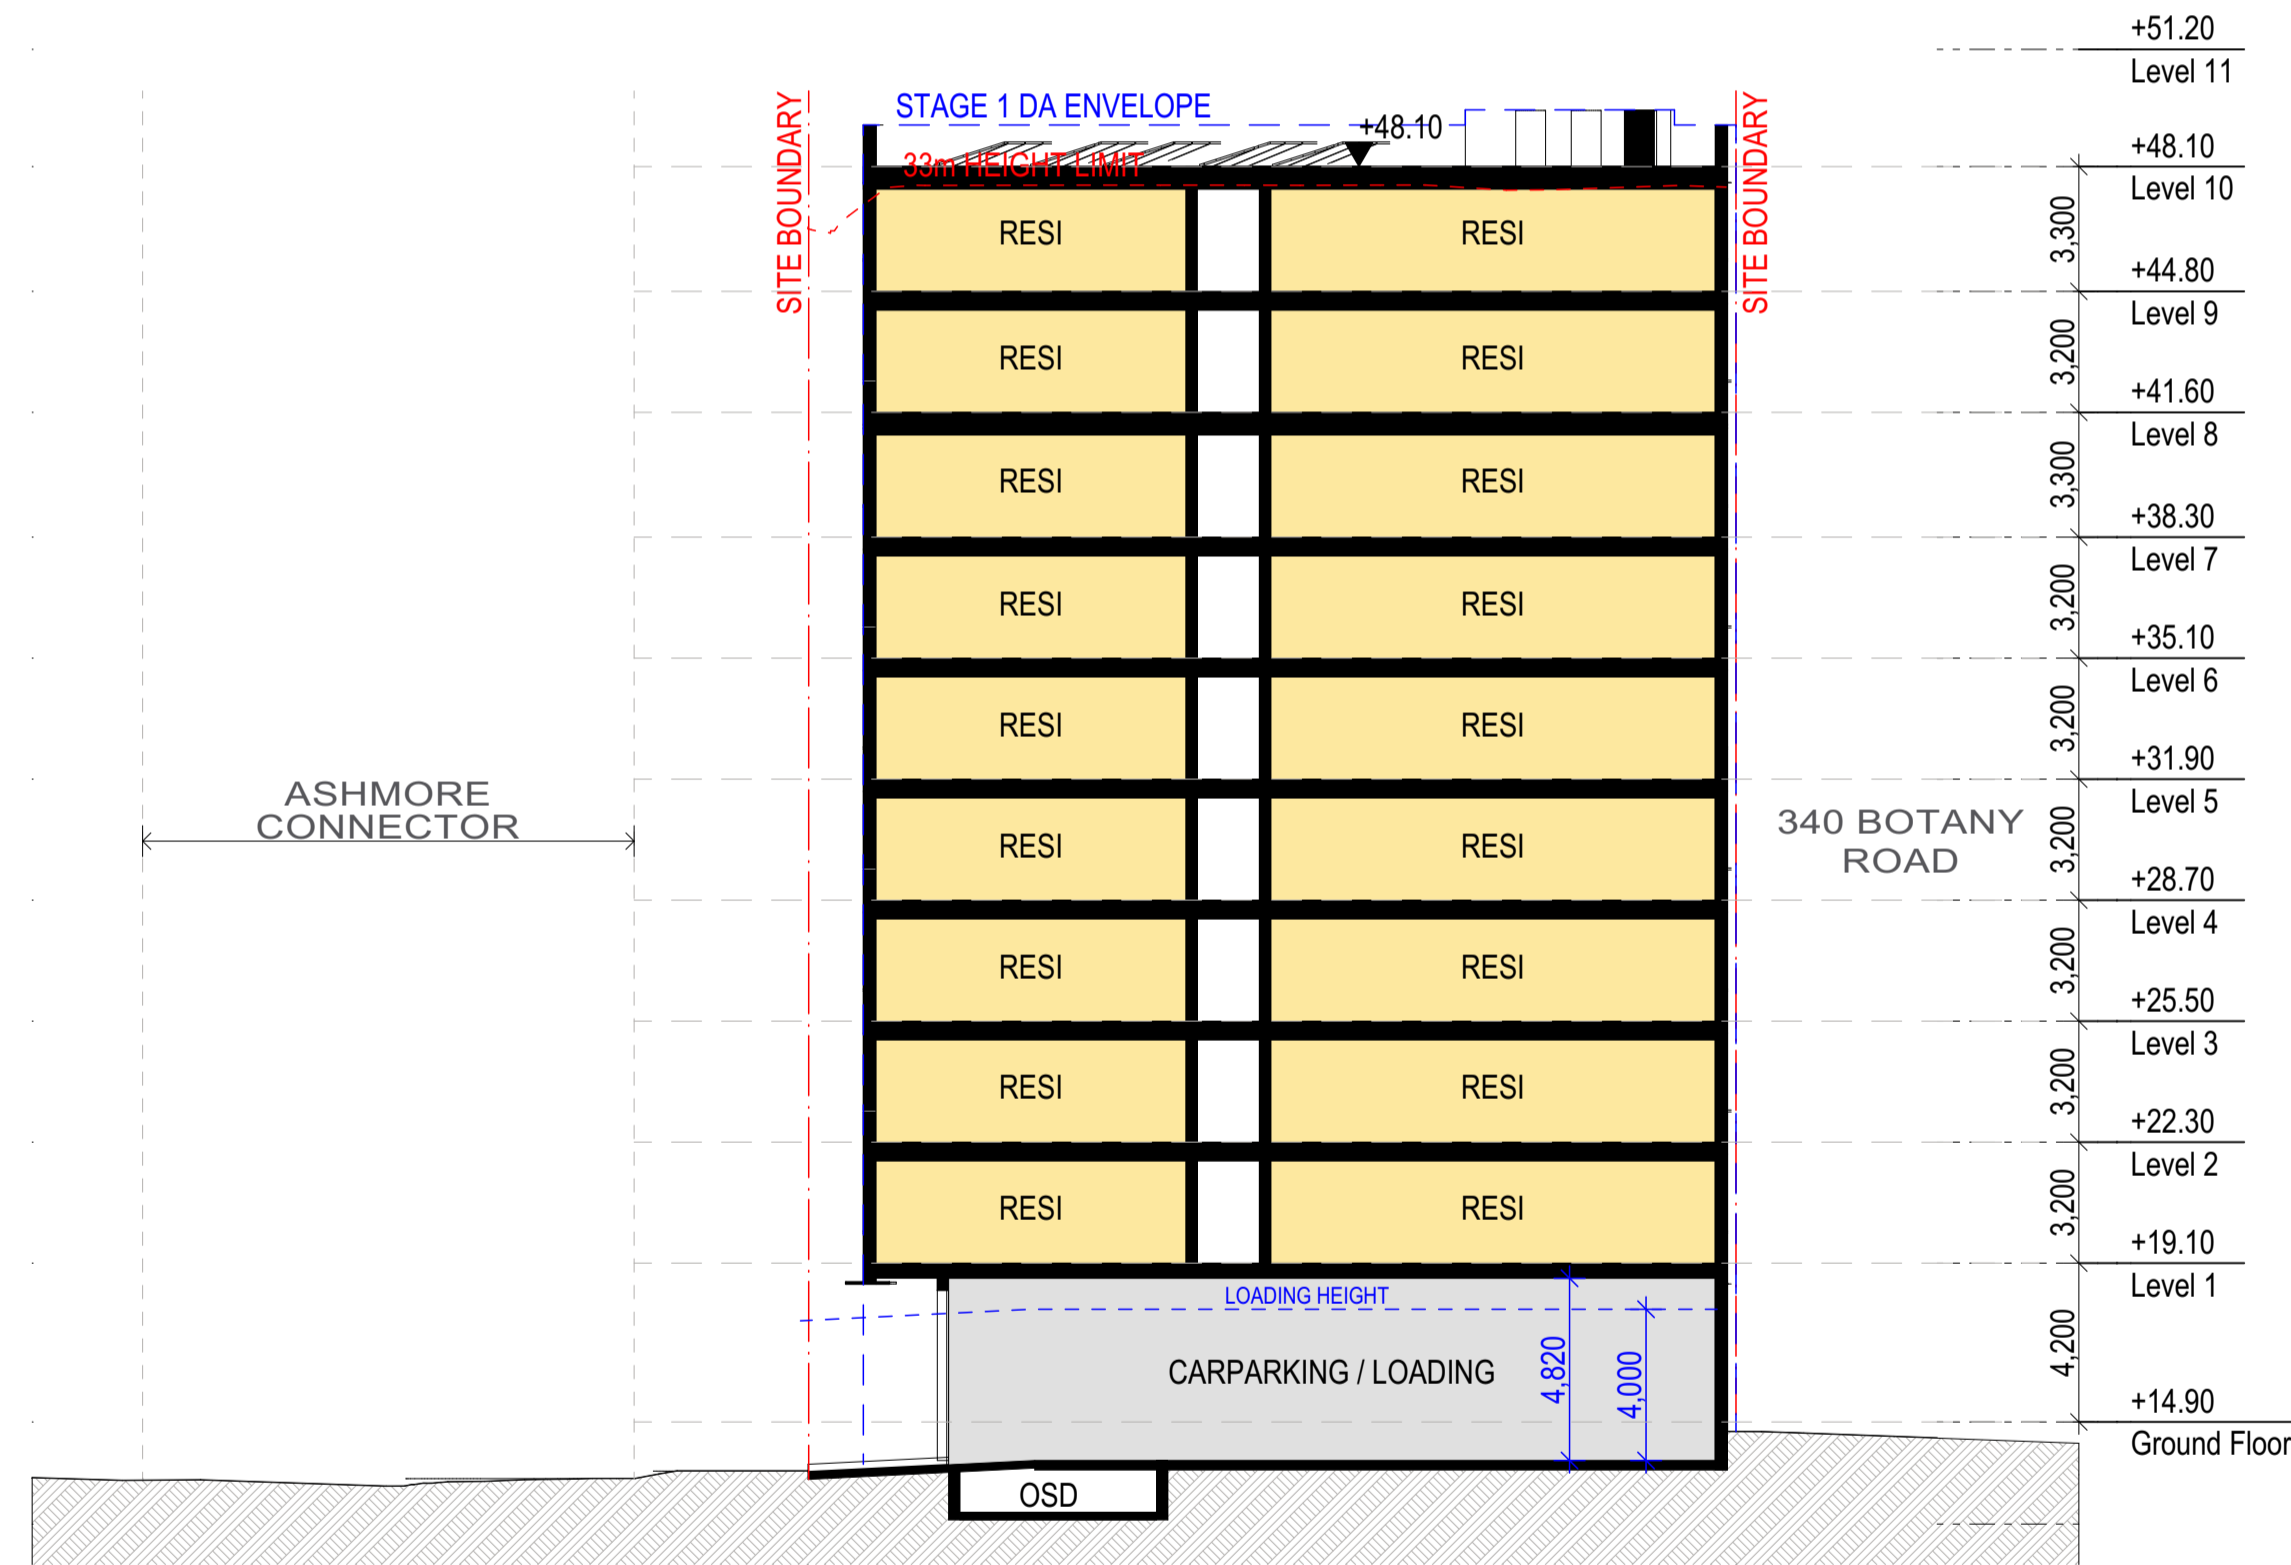 +51.20
Level 11
STAGE 1 DA ENVELOPE
+48.10
SITE BOUNDARY
SITE BOUNDARY
33m HEIGHT LIMIT
+48.10
Level 10
3,300
RESI
RESI
+44.80
Level 9
3,200
RESI
RESI
+41.60
Level 8
3,300
RESI
RESI
+38.30
Level 7
3,200
RESI
RESI
+35.10
Level 6
3,200
RESI
RESI
+31.90
Level 5
ASHMORE
CONNECTOR
340 BOTANY
ROAD
3,200
RESI
RESI
+28.70
Level 4
3,200
RESI
RESI
+25.50
Level 3
3,200
RESI
RESI
+22.30
Level 2
3,200
RESI
RESI
+19.10
Level 1
LOADING HEIGHT
4,200
CARPARKING / LOADING
4,820
4,000
+14.90
Ground Floor
OSD